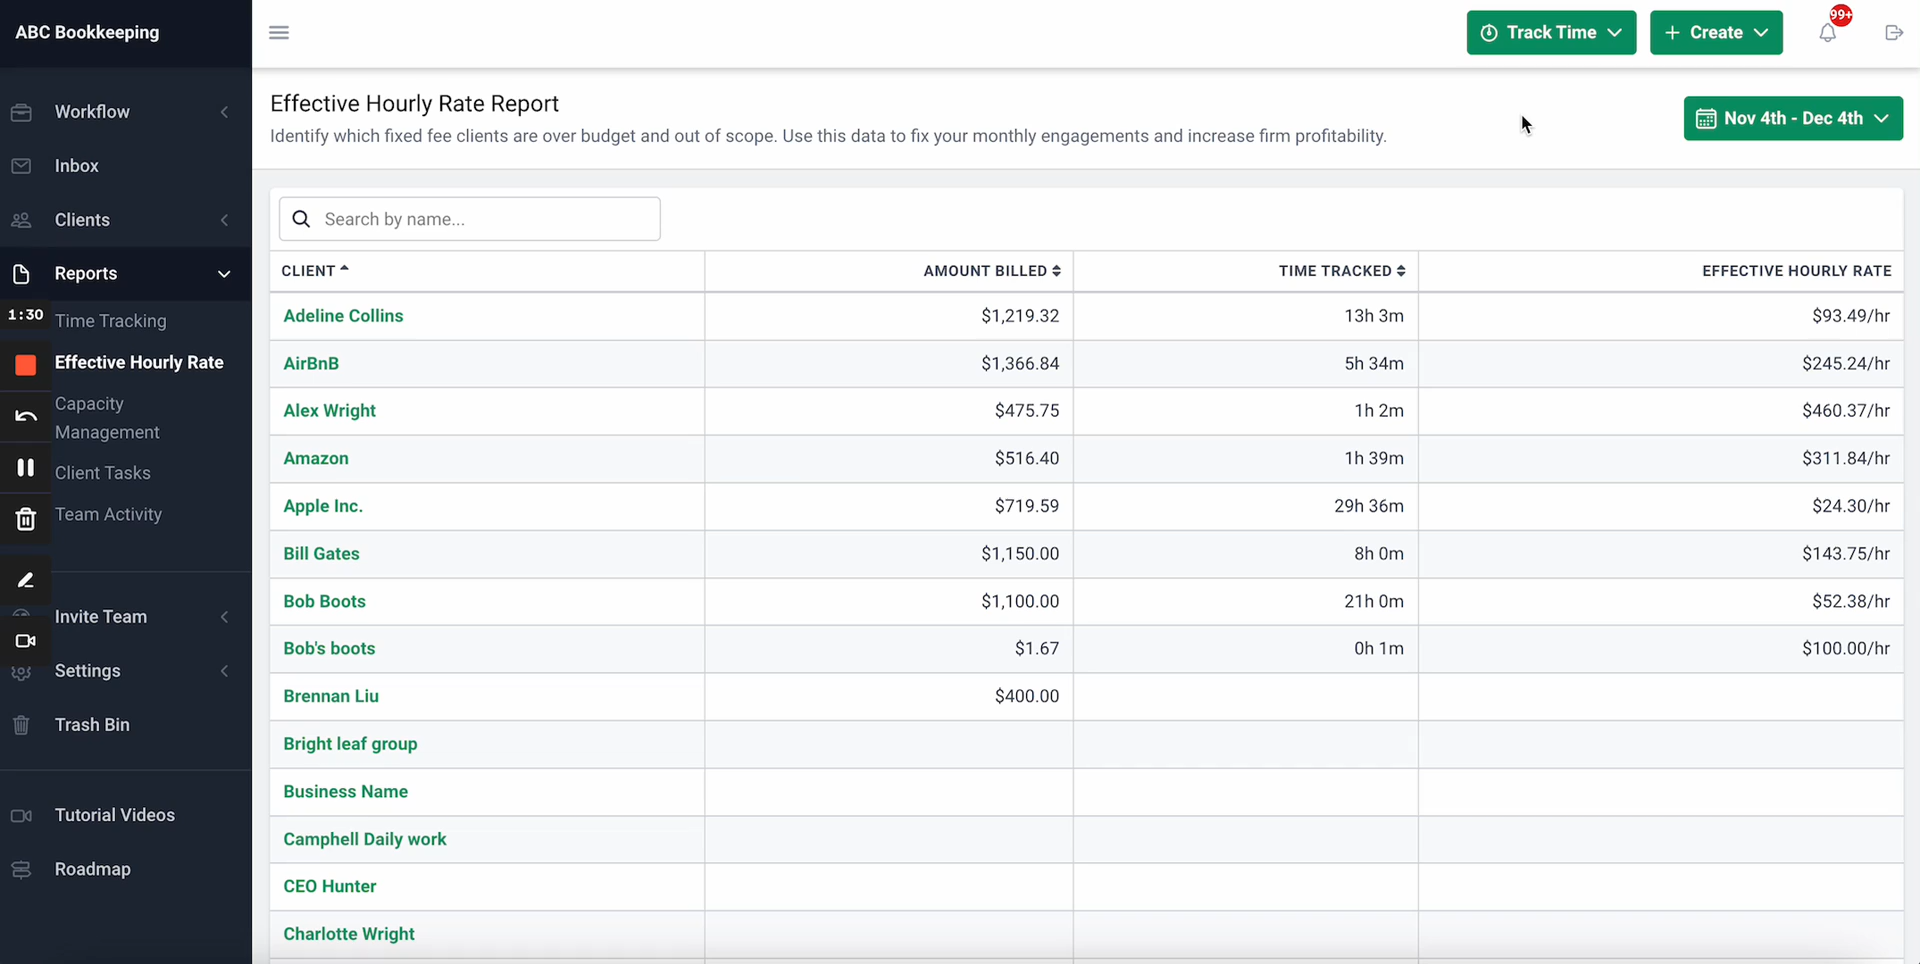 ABC Bookkeeping
Track Time
Create
99+
Workflow
Inbox
Clients
Reports
1:30
Time Tracking
Effective Hourly Rate
Capacity
Management
Client Tasks
Team Activity
Invite Team
Settings
Trash Bin
Tutorial Videos
Roadmap
Effective Hourly Rate Report
Identify which fixed fee clients are over budget and out of scope. Use this data to fix your monthly engagements and increase firm profitability.
Nov 4th - Dec 4th
Search by name...
CLIENT AMOUNT BILLED TIME TRACKED EFFECTIVE HOURLY RATE
Adeline Collins $1,219.32 13h 3m $93.49/hr
AirBnB $1,366.84 5h 34m $245.24/hr
Alex Wright $475.75 1h 2m $460.37/hr
Amazon $516.40 1h 39m $311.84/hr
Apple Inc. $719.59 29h 36m $24.30/hr
Bill Gates $1,150.00 8h 0m $143.75/hr
Bob Boots $1,100.00 21h 0m $52.38/hr
Bob's boots $1.67 0h 1m $100.00/hr
Brennan Liu $400.00
Bright leaf group
Business Name
Camphell Daily work
CEO Hunter
Charlotte Wright